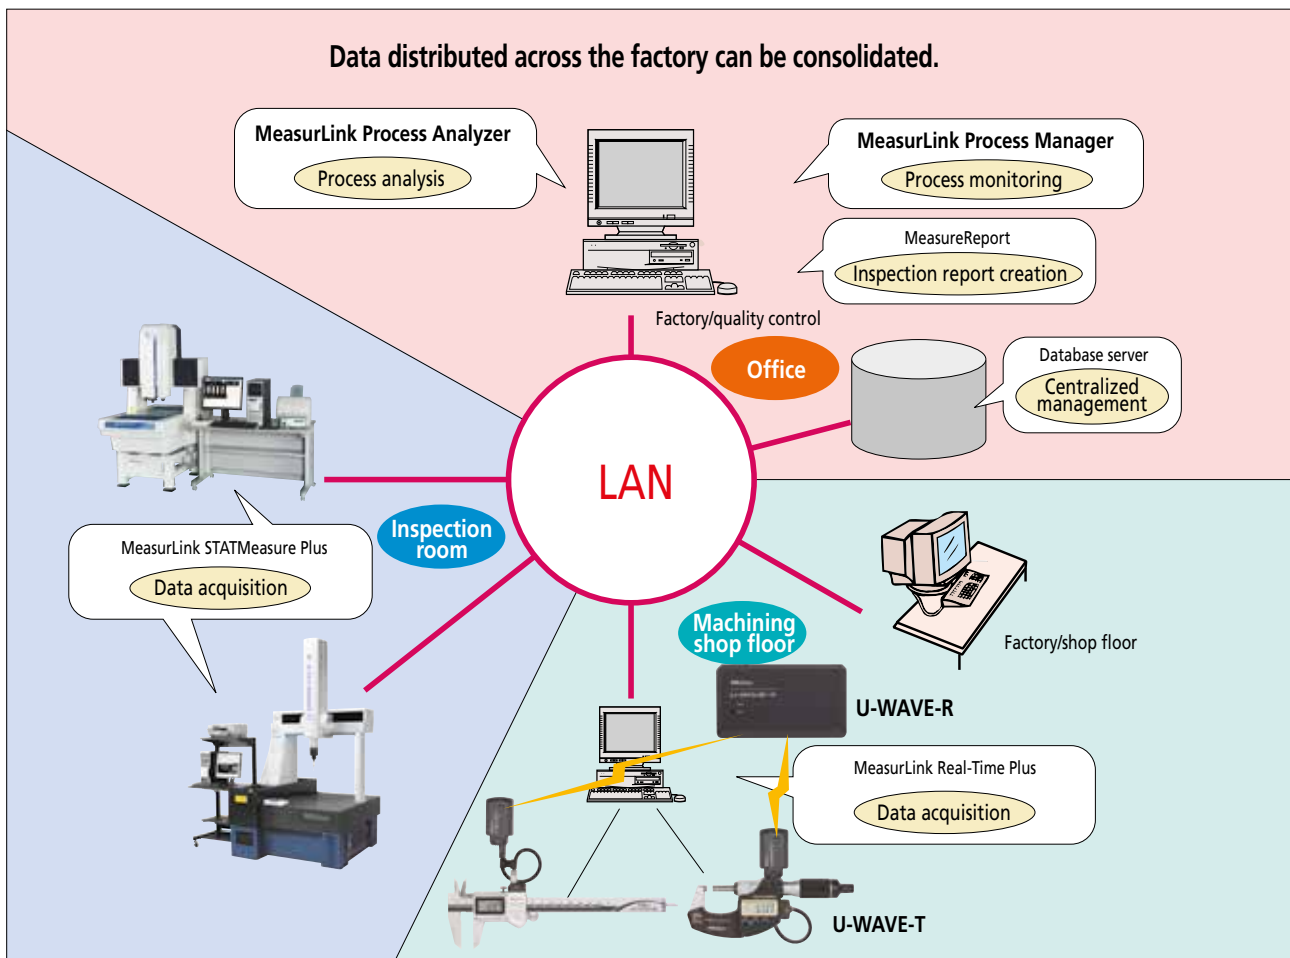 Data distributed across the factory can be consolidated.
MeasurLink Process Analyzer
Process analysis
MeasurLink Process Manager
Process monitoring
MeasureReport
Inspection report creation
Factory/quality control
Office
Database server
Centralized
management
LAN
Inspection
room
MeasurLink STATMeasure Plus
Data acquisition
Machining
shop floor
Factory/shop floor
U-WAVE-R
MeasurLink Real-Time Plus
Data acquisition
U-WAVE-T